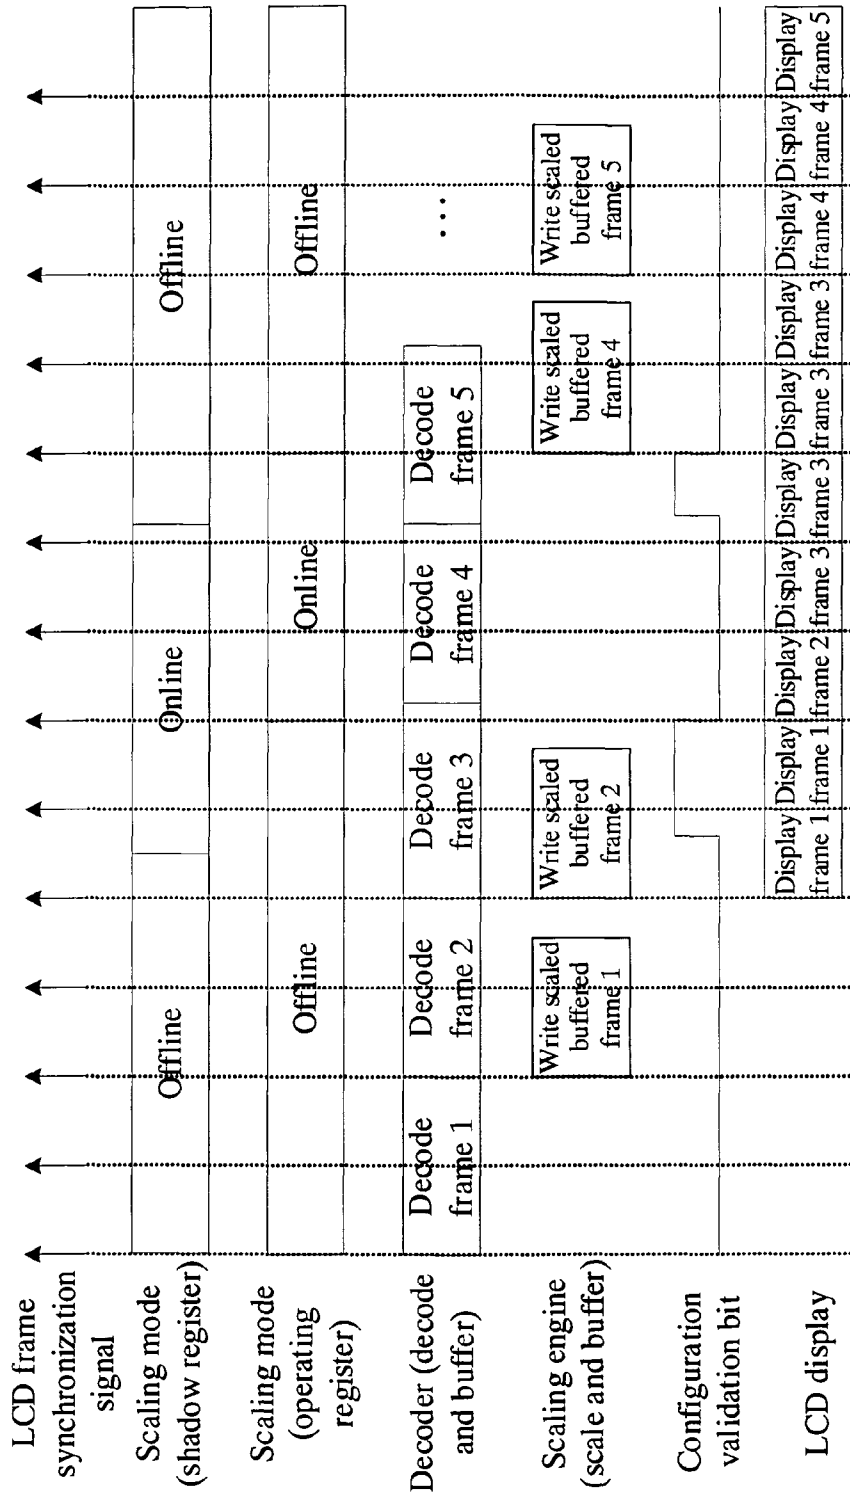 LCD frame
synchronization
signal
Scaling mode
(shadow register)
Offline
Online
Offline
Scaling mode
(operating
register)
Offline
Online
Offline
Decoder (decode
and buffer)
Decode
frame 1
Decode
frame 2
Decode
frame 3
Decode
frame 4
Decode
frame 5
...
Scaling engine
(scale and buffer)
Write scaled
buffered
frame 1
Write scaled
buffered
frame 2
Write scaled
buffered
frame 4
Write scaled
buffered
frame 5
Configuration
validation bit
LCD display
Display
frame 1
Display
frame 1
Display
frame 2
Display
frame 3
Display
frame 3
Display
frame 3
Display
frame 3
Display
frame 4
Display
frame 4
Display
frame 5